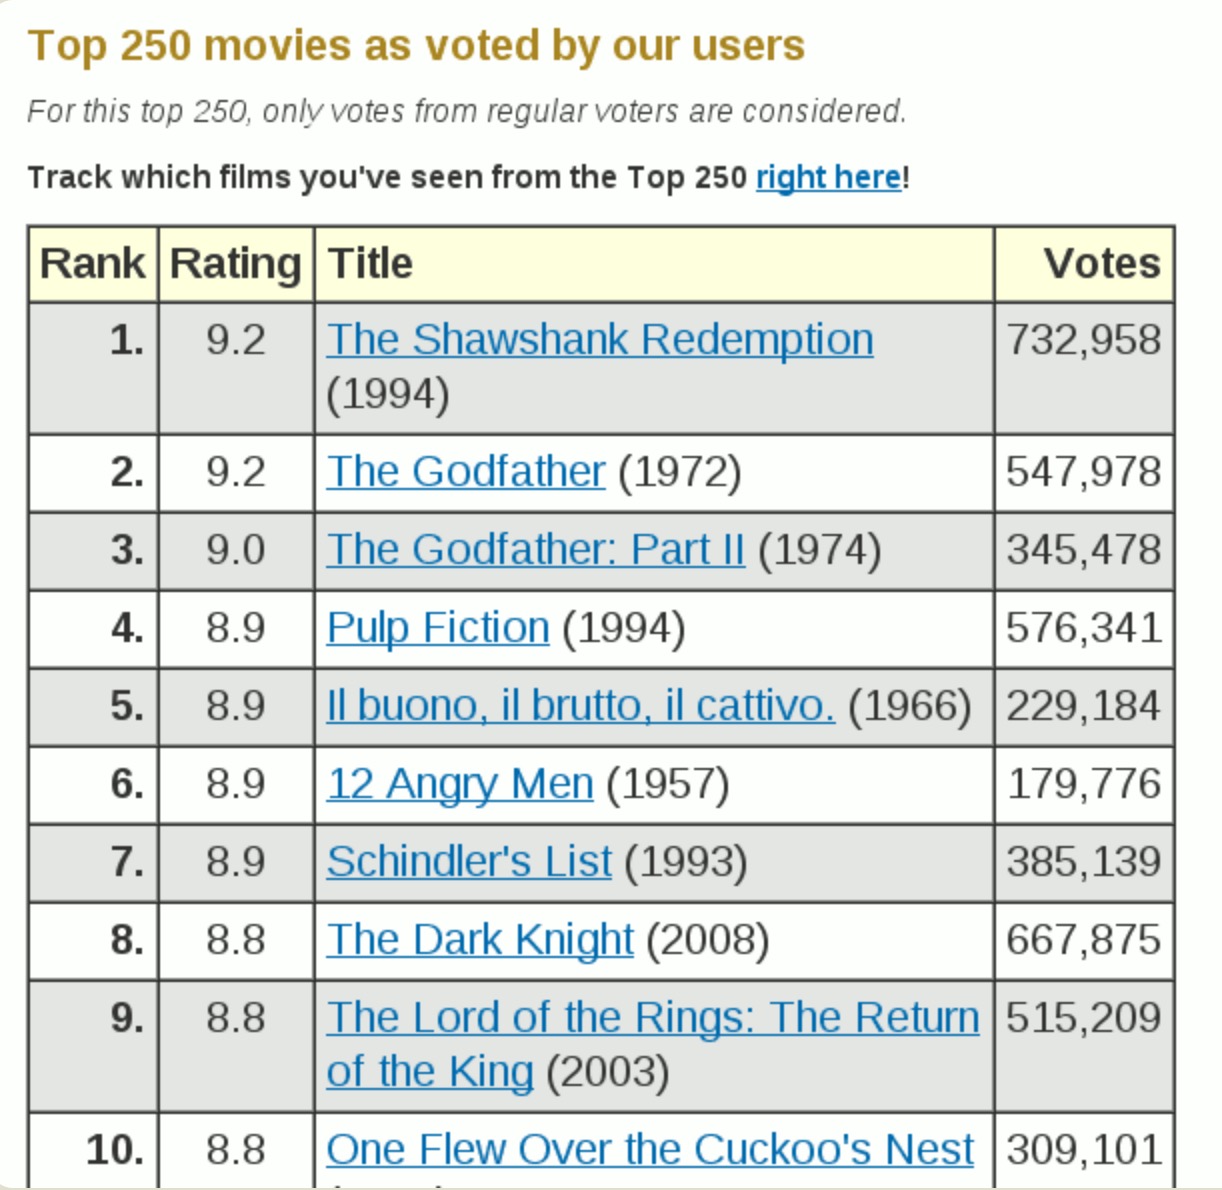 Top 250 movies as voted by our users
For this top 250, only votes from regular voters are considered.
Track which films you've seen from the Top 250 right here!
Rank Rating Title Votes
1. 9.2 The Shawshank Redemption 732,958
(1994)
2. 9.2 The Godfather (1972) 547,978
3. 9.0 The Godfather: Part II (1974) 345,478
4. 8.9 Pulp Fiction (1994) 576,341
5. 8.9 Il buono, il brutto, il cattivo. (1966) 229,184
6. 8.9 12 Angry Men (1957) 179,776
7. 8.9 Schindler's List (1993) 385,139
8. 8.8 The Dark Knight (2008) 667,875
9. 8.8 The Lord of the Rings: The Return 515,209
of the King (2003)
10. 8.8 One Flew Over the Cuckoo's Nest 309,101